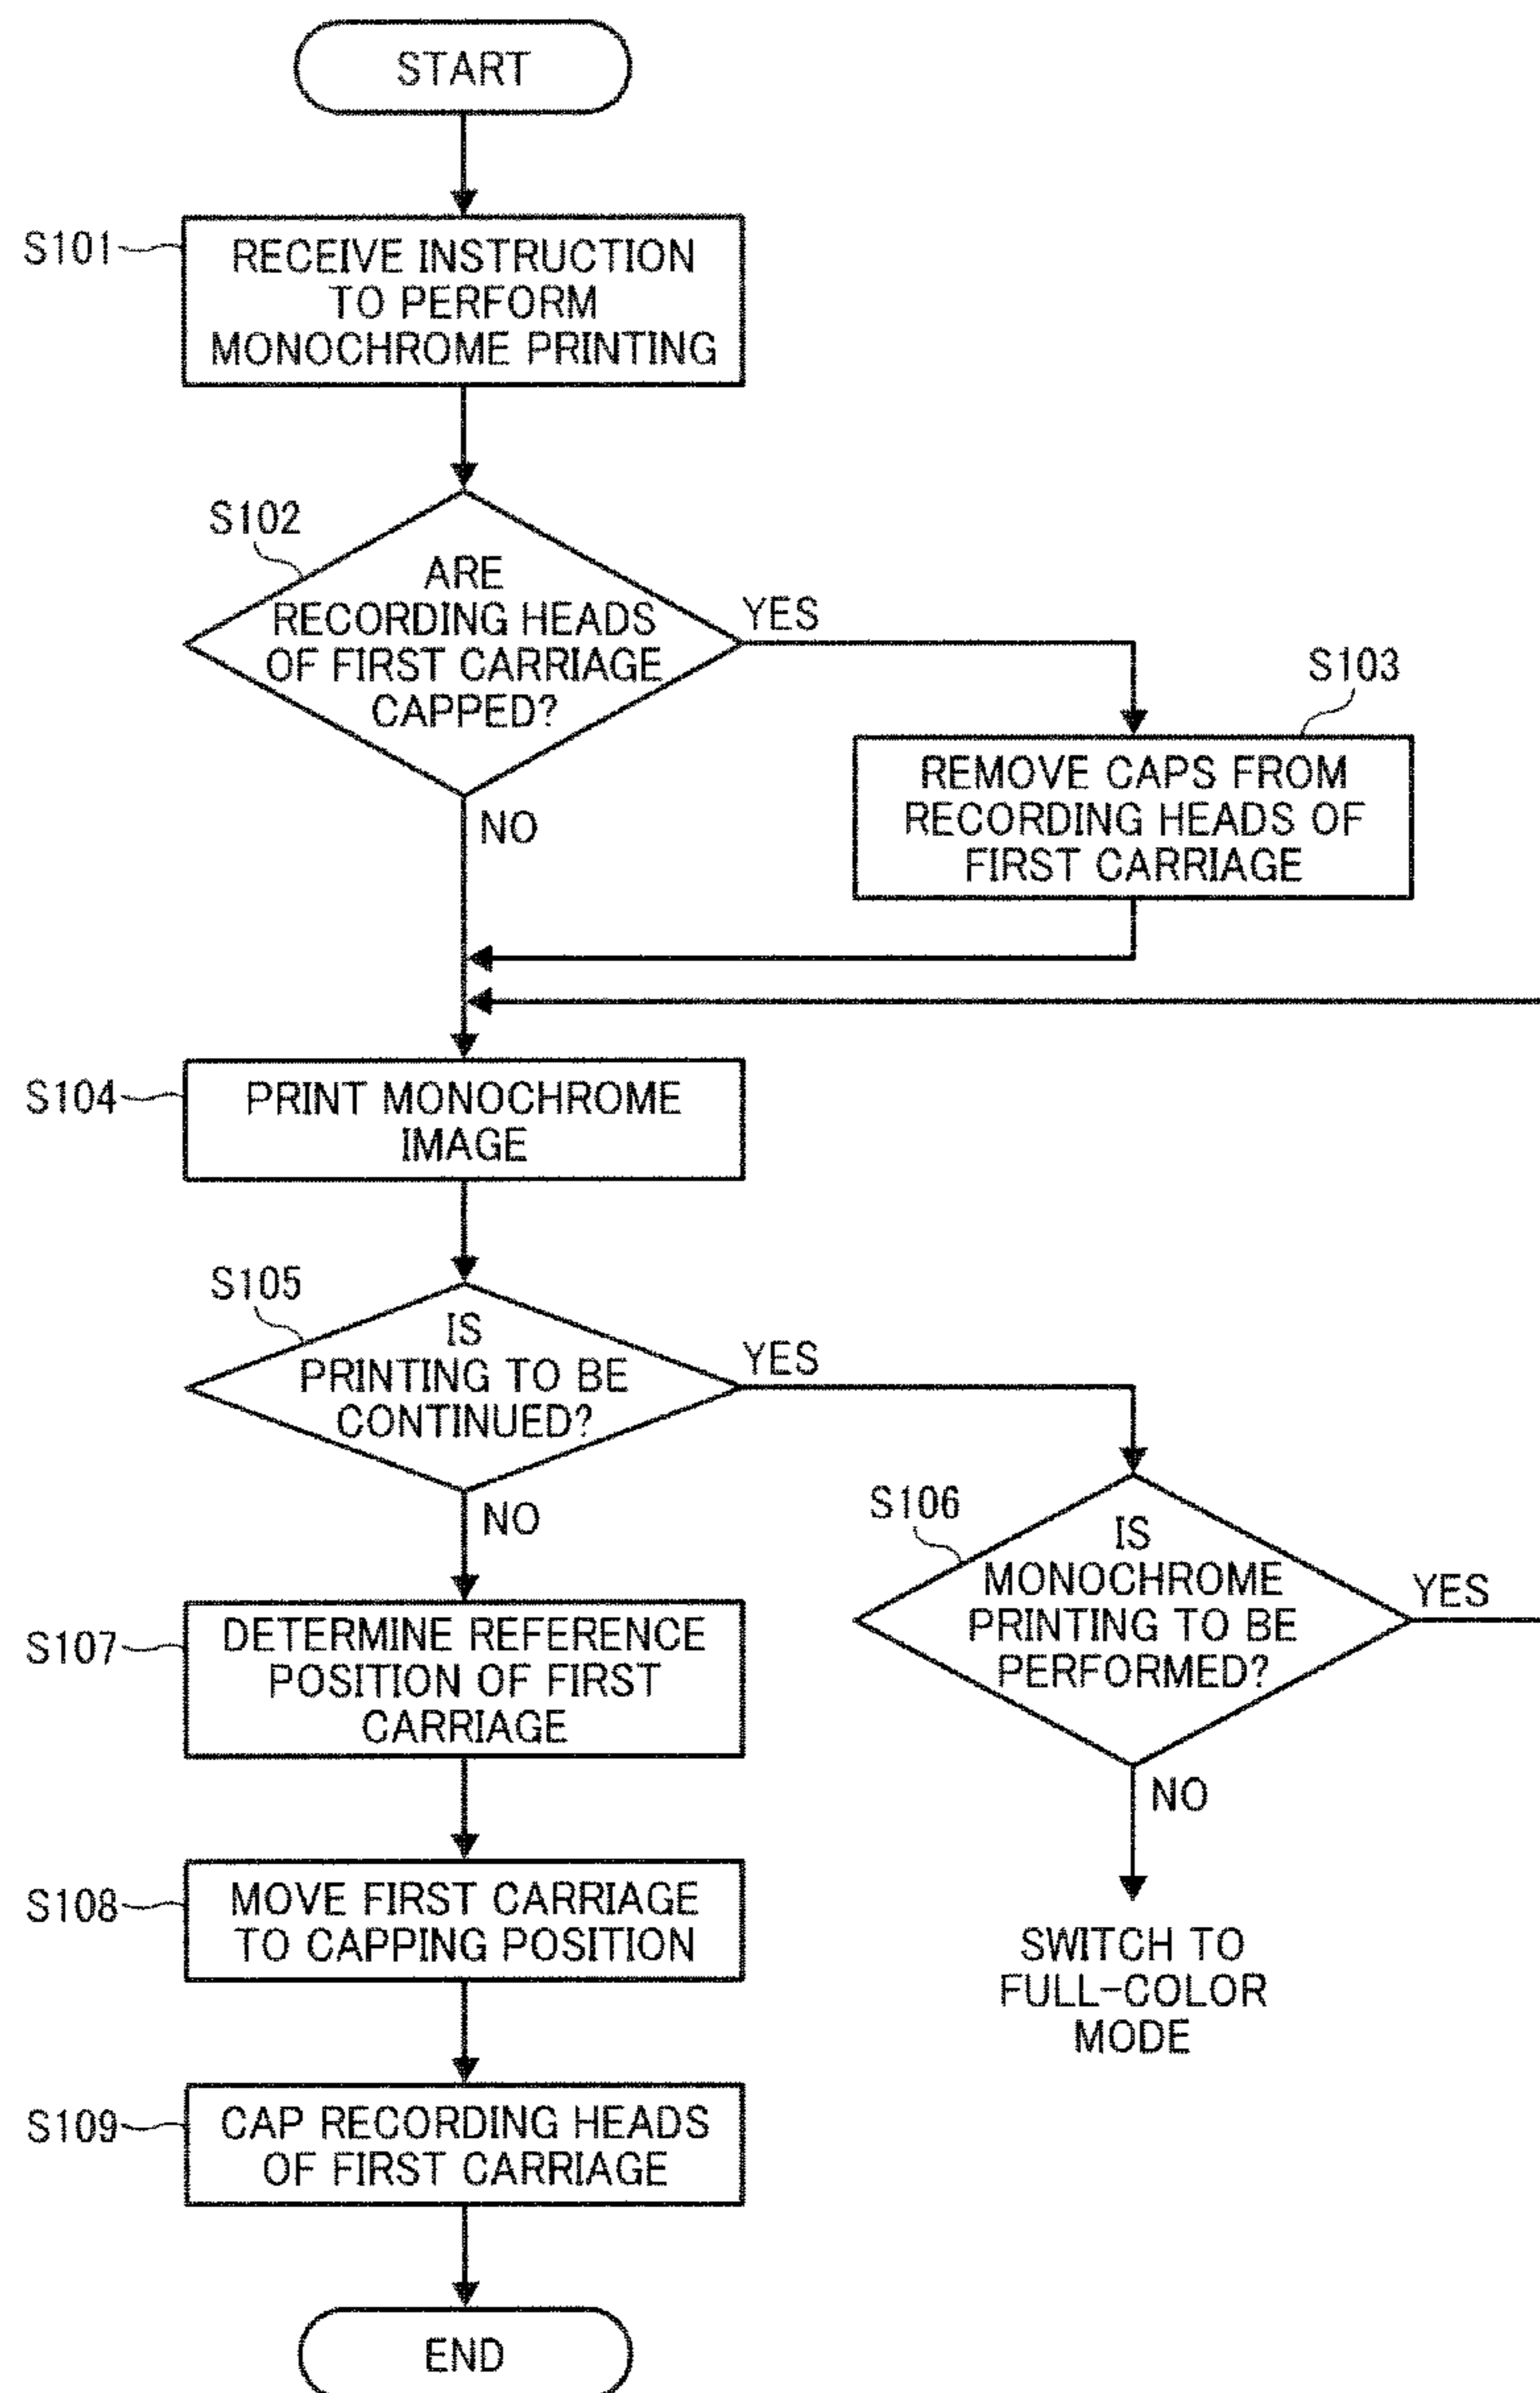 START
S101
RECEIVE INSTRUCTION
TO PERFORM
MONOCHROME PRINTING
S102
ARE
RECORDING HEADS
OF FIRST CARRIAGE
CAPPED?
YES
NO
S103
REMOVE CAPS FROM
RECORDING HEADS OF
FIRST CARRIAGE
S104
PRINT MONOCHROME
IMAGE
S105
IS
PRINTING TO BE
CONTINUED?
YES
NO
S106
IS
MONOCHROME
PRINTING TO BE
PERFORMED?
YES
NO
SWITCH TO
FULL-COLOR
MODE
S107
DETERMINE REFERENCE
POSITION OF FIRST
CARRIAGE
S108
MOVE FIRST CARRIAGE
TO CAPPING POSITION
S109
CAP RECORDING HEADS
OF FIRST CARRIAGE
END